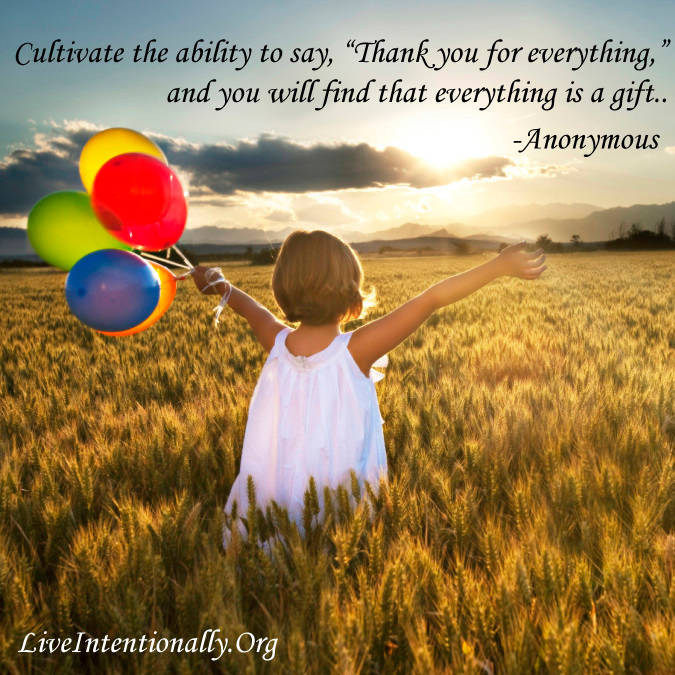 Cultivate the ability to say, “Thank you for everything,”
and you will find that everything is a gift..
-Anonymous
LiveIntentionally.Org